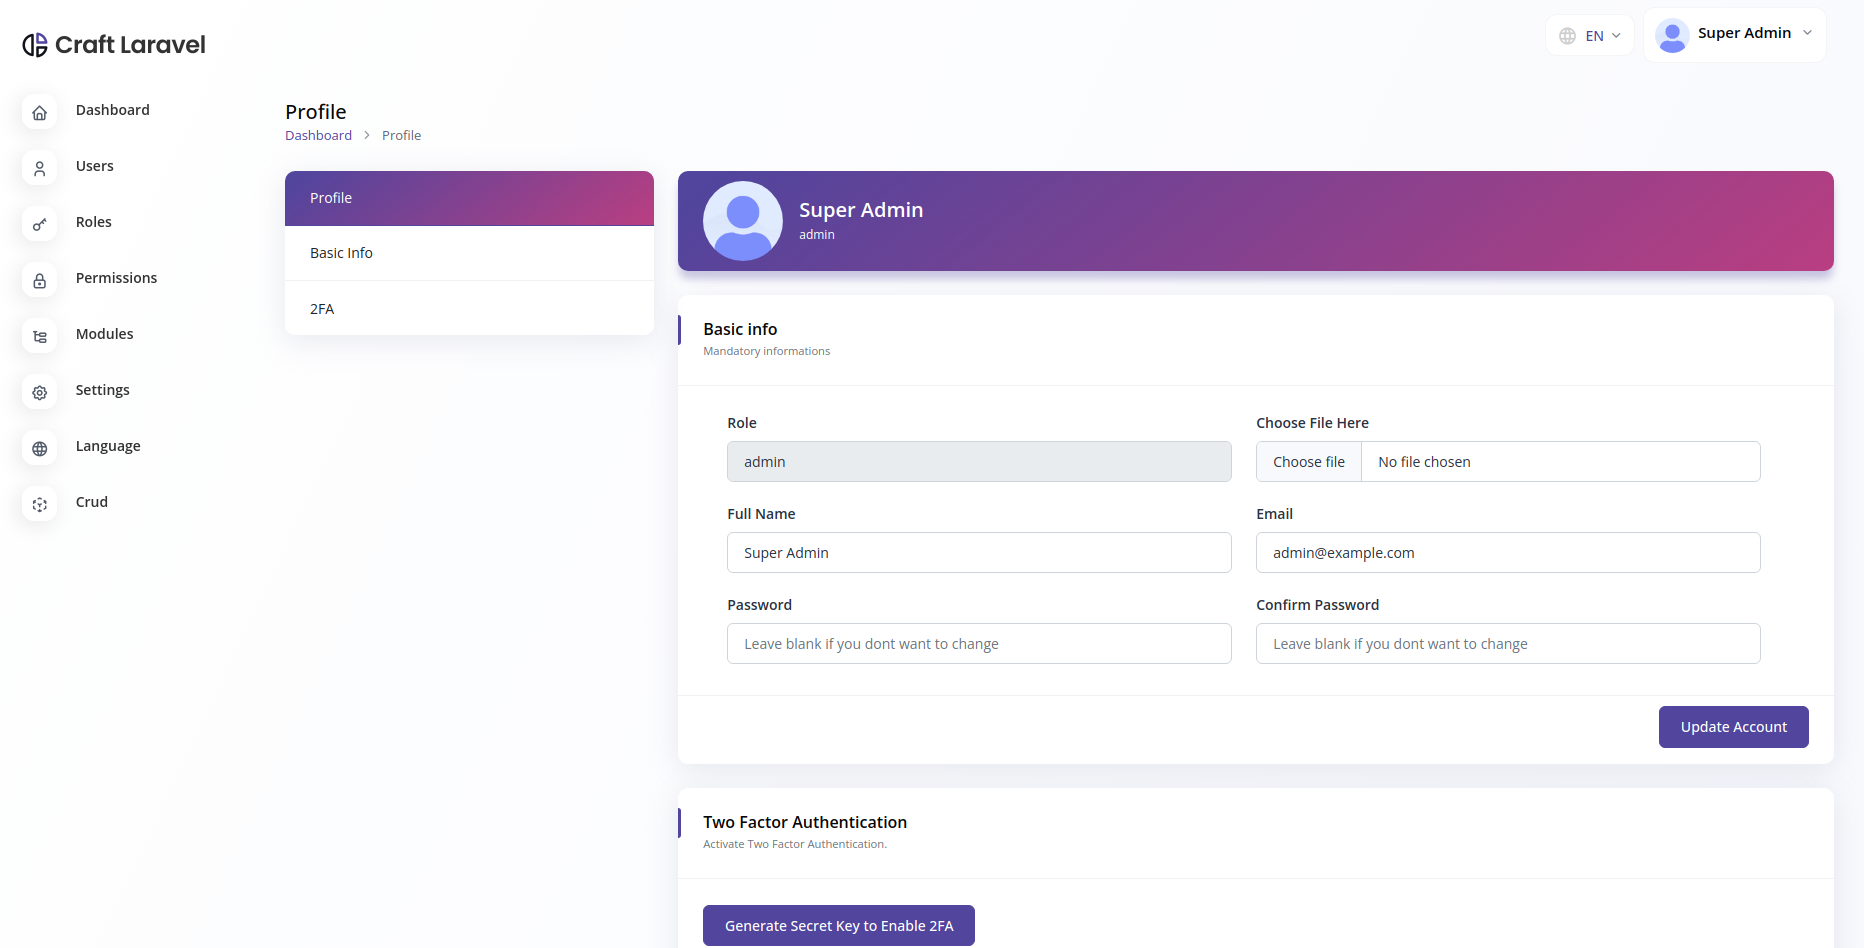 Craft Laravel
EN
Super Admin
Dashboard
Users
Roles
Permissions
Modules
Settings
Language
Crud
Profile
Dashboard > Profile
Profile
Basic Info
2FA
Super Admin
admin
Basic info
Mandatory informations
Role
admin
Choose File Here
Choose file No file chosen
Full Name
Super Admin
Email
admin@example.com
Password
Leave blank if you dont want to change
Confirm Password
Leave blank if you dont want to change
Update Account
Two Factor Authentication
Activate Two Factor Authentication.
Generate Secret Key to Enable 2FA